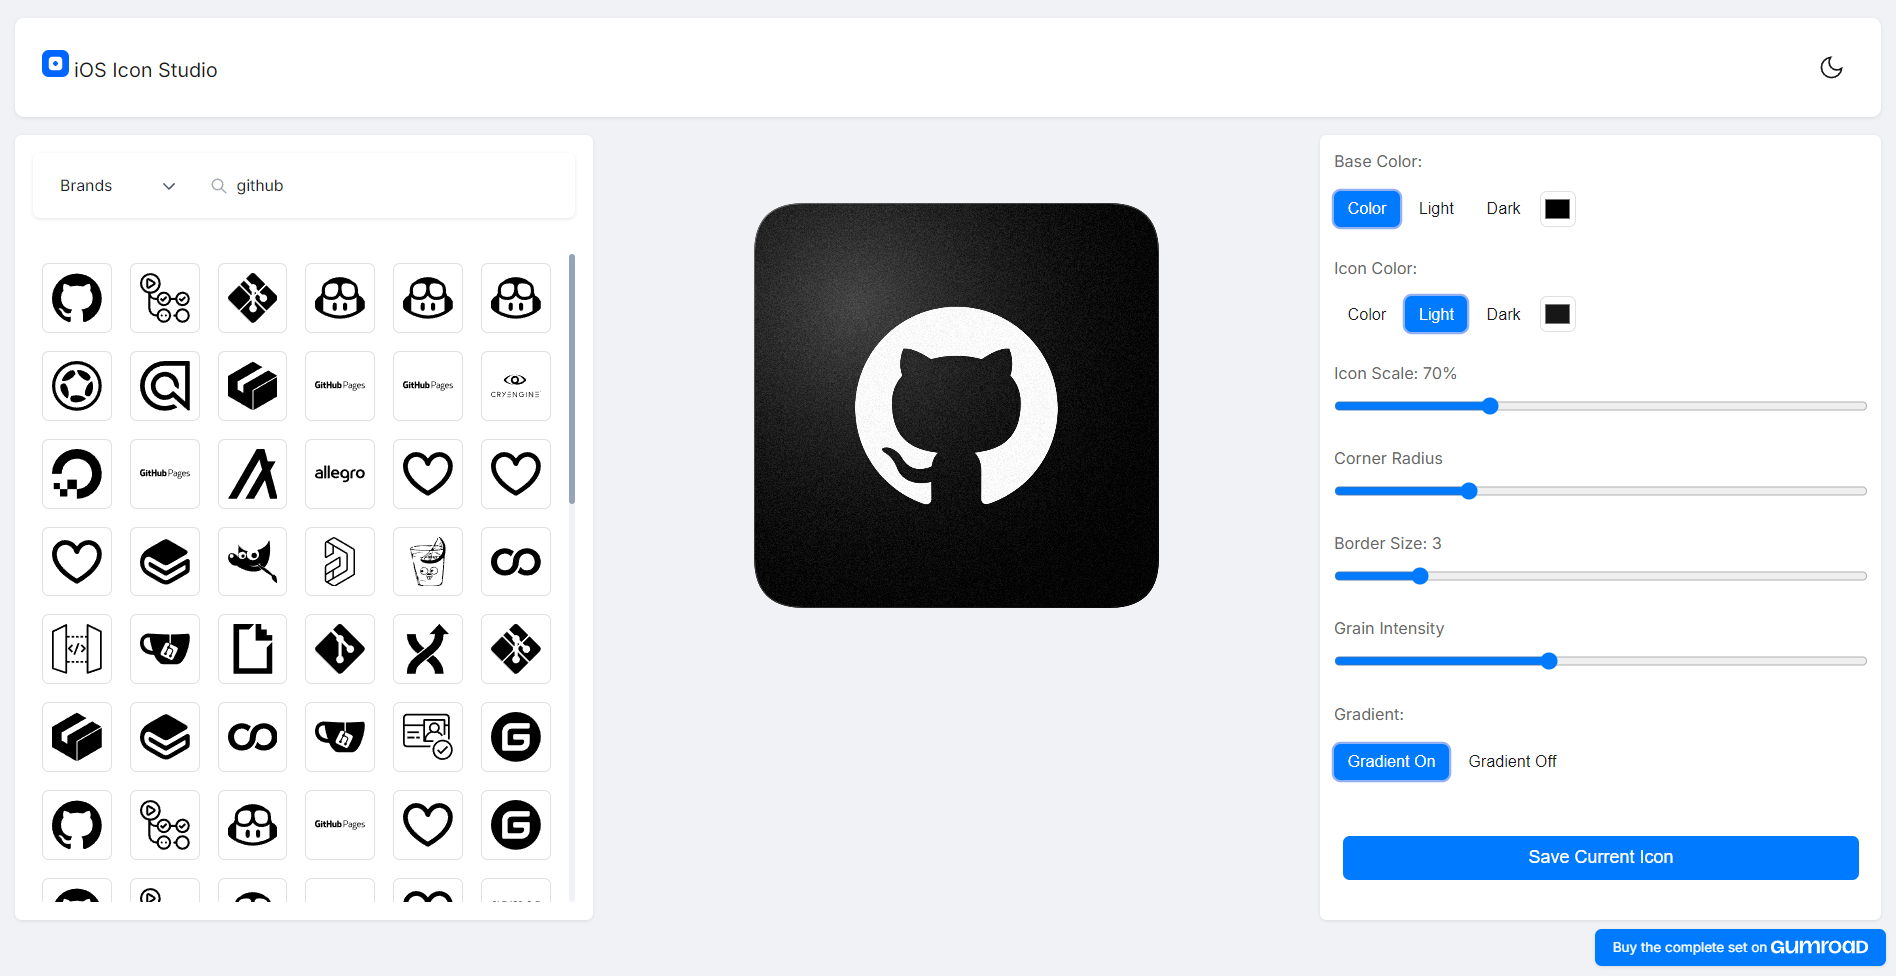 iOS Icon Studio
Brands
github
GitHub Pages
GitHub Pages
CRYENGINE
GitHub Pages
allegro
GitHub Pages
Base Color:
Color Light Dark
Icon Color:
Color Light Dark
Icon Scale: 70%
Corner Radius
Border Size: 3
Grain Intensity
Gradient:
Gradient On Gradient Off
Save Current Icon
Buy the complete set on GUMROAD